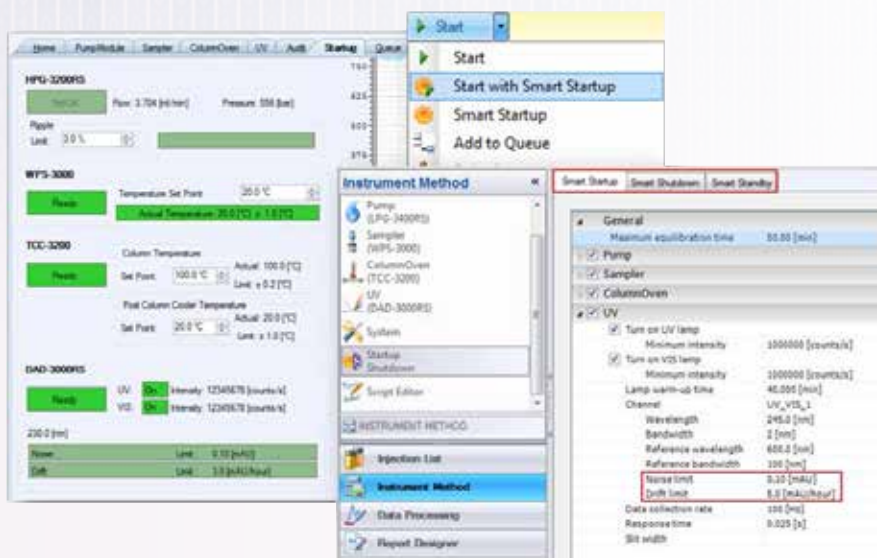 Home PumpModule Sampler ColumnOven UV Audit Startup Queue
HPG-3200RS
Flow: 3.704 [ml/min] Pressure: 556 [bar]
Ripple
Limit: 3.0 %
WPS-3000
Ready
Temperature Set Point 20.0 °C
Actual Temperature: 20.0 [°C] ± 1.0 [°C]
TCC-3200
Ready
Column Temperature
Set Point: 100.0 °C
Actual: 100.0 [°C]
Limit: ± 0.2 [°C]
Post Column Cooler Temperature
Set Point: 20.0 °C
Actual: 20.0 [°C]
Limit: ± 1.0 [°C]
DAD-3000RS
Ready
UV: On Intensity: 12345678 [counts/s]
VIS: On Intensity: 12345678 [counts/s]
230.0 [nm]
Noise Limit: 0.10 [mAU]
Drift Limit: 3.0 [mAU/hour]
750
625
500
375
Start
Start
Start with Smart Startup
Smart Startup
Add to Queue
Instrument Method
Pump
(LPG-3400RS)
Sampler
(WPS-3000)
ColumnOven
(TCC-3200)
UV
(DAD-3000RS)
System
Startup
Shutdown
Script Editor
INSTRUMENT METHOD
Injection List
Instrument Method
Data Processing
Report Designer
Smart Startup Smart Shutdown Smart Standby
General
Maximum equilibration time
Pump
Sampler
ColumnOven
UV
Turn on UV lamp
Minimum intensity 1000000 [counts/s]
Turn on VIS lamp
Minimum intensity 1000000 [counts/s]
Lamp warm-up time 40.000 [min]
Channel UV_VIS_1
Wavelength 245.0 [nm]
Bandwidth 2 [nm]
Reference wavelength 600.0 [nm]
Reference bandwidth 100 [nm]
Noise limit 0.10 [mAU]
Drift limit 5.0 [mAU/hour]
Data collection rate 100 [Hz]
Response time 0.025 [s]
Slit width